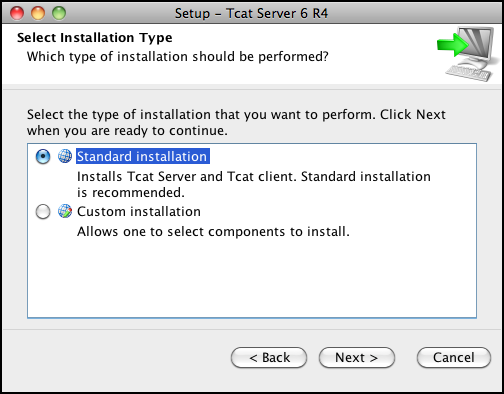 Setup – Tcat Server 6 R4
Select Installation Type
Which type of installation should be performed?
Select the type of installation that you want to perform. Click Next
when you are ready to continue.
Standard installation
Installs Tcat Server and Tcat client. Standard installation
is recommended.
Custom installation
Allows one to select components to install.
< Back
Next >
Cancel